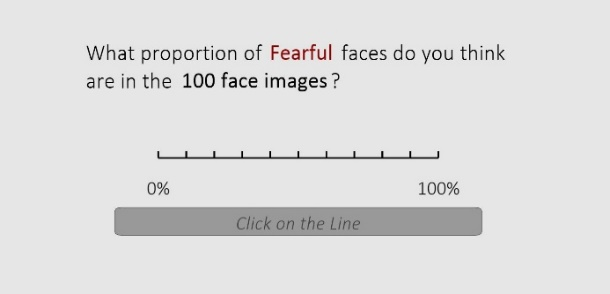 What proportion of Fearful faces do you think
are in the 100 face images?
0% 100%
Click on the Line